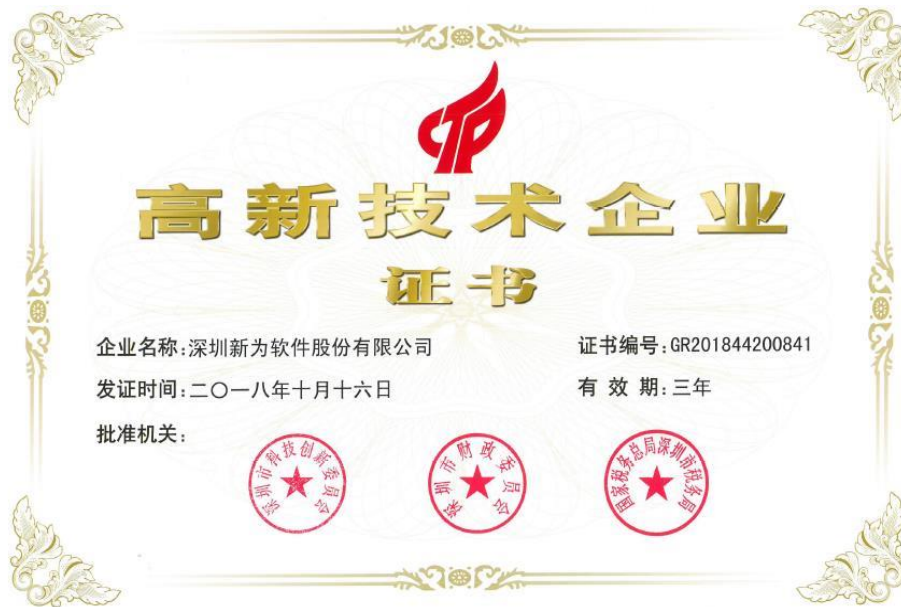 CTP
高新技术企业
证书
企业名称:深圳新为软件股份有限公司
证书编号:GR201844200841
发证时间:二〇一八年十月十六日
有效期:三年
批准机关:
深圳市科技创新委员会
深圳市财政委员会
国家税务总局深圳市税务局